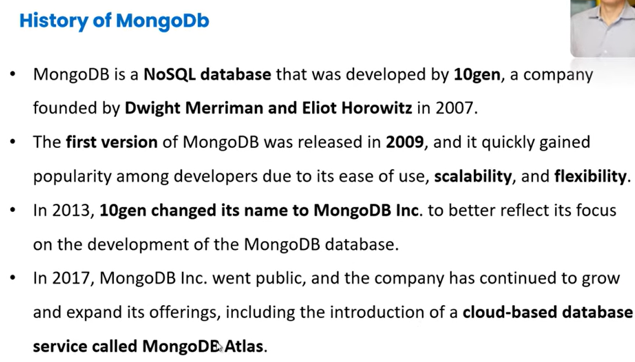 History of MongoDb
• MongoDB is a NoSQL database that was developed by 10gen, a company
founded by Dwight Merriman and Eliot Horowitz in 2007.
• The first version of MongoDB was released in 2009, and it quickly gained
popularity among developers due to its ease of use, scalability, and flexibility.
• In 2013, 10gen changed its name to MongoDB Inc. to better reflect its focus
on the development of the MongoDB database.
• In 2017, MongoDB Inc. went public, and the company has continued to grow
and expand its offerings, including the introduction of a cloud-based database
service called MongoDB Atlas.